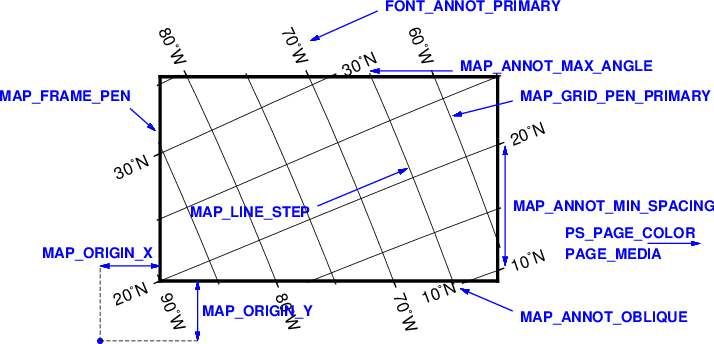 FONT_ANNOT_PRIMARY
80°W
70°W
60°W
30°N
MAP_ANNOT_MAX_ANGLE
MAP_FRAME_PEN
MAP_GRID_PEN_PRIMARY
20°N
30°N
MAP_LINE_STEP
MAP_ANNOT_MIN_SPACING
PS_PAGE_COLOR
MAP_ORIGIN_X
PAGE_MEDIA
10°N
20°N
90°W
80°W
70°W
10°N
MAP_ORIGIN_Y
MAP_ANNOT_OBLIQUE